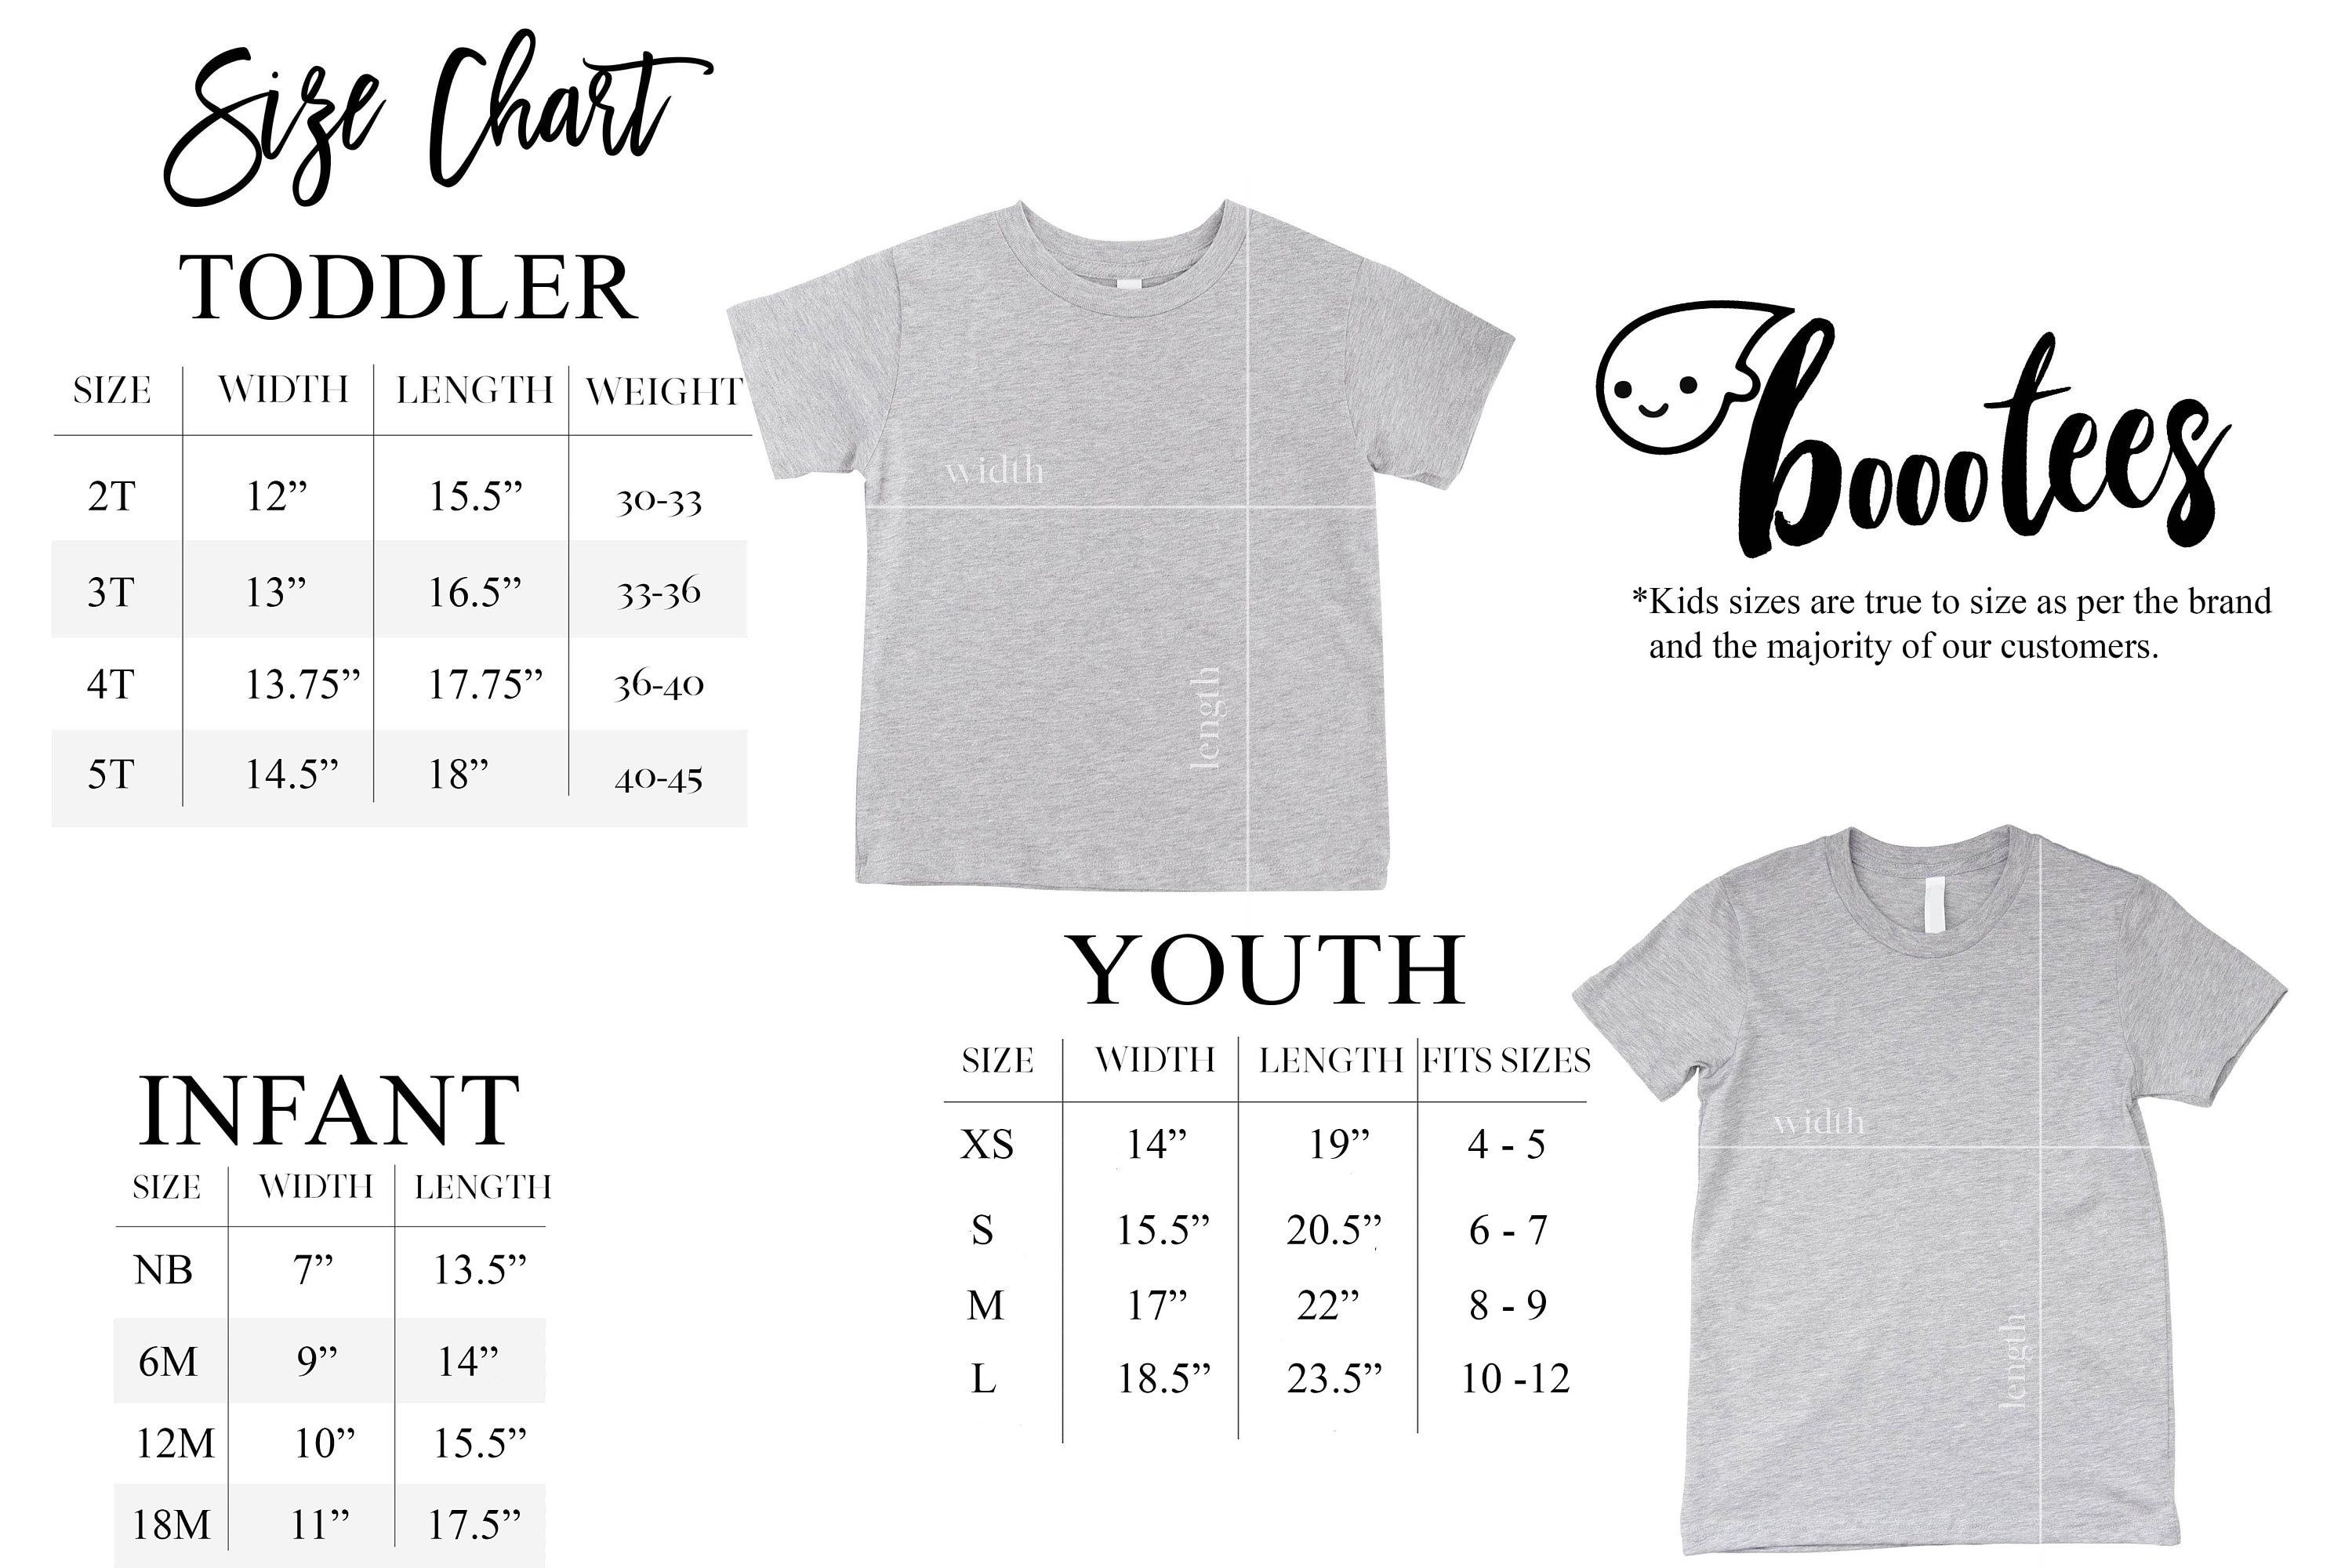 Size Chart
TODDLER
SIZE WIDTH LENGTH WEIGHT
2T 12” 15.5” 30-33
3T 13” 16.5” 33-36
4T 13.75” 17.75” 36-40
5T 14.5” 18” 40-45
width
length
boootees
*Kids sizes are true to size as per the brand
and the majority of our customers.
INFANT
SIZE WIDTH LENGTH
NB 7” 13.5”
6M 9” 14”
12M 10” 15.5”
18M 11” 17.5”
YOUTH
SIZE WIDTH LENGTH FITS SIZES
XS 14” 19” 4 - 5
S 15.5” 20.5” 6 - 7
M 17” 22” 8 - 9
L 18.5” 23.5” 10 -12
width
length